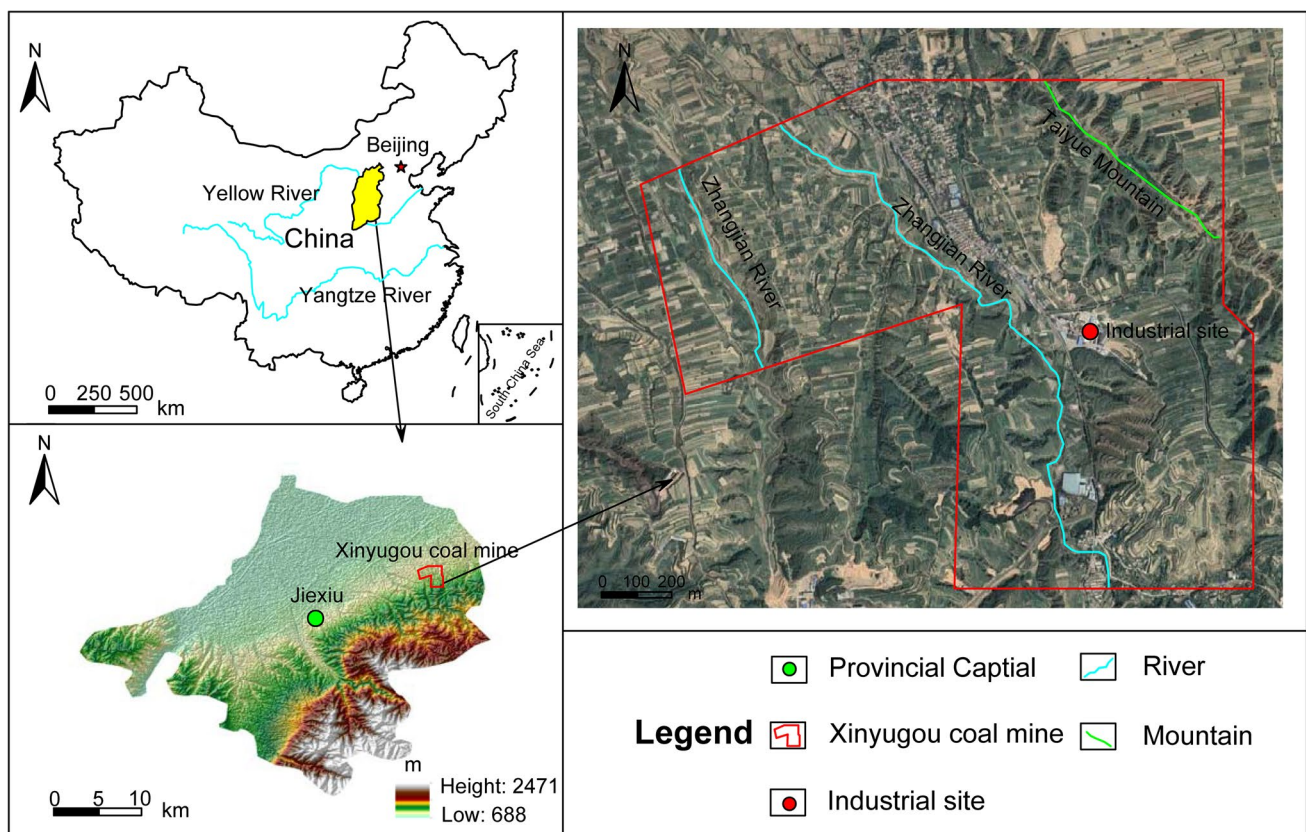 N
Beijing
Yellow River
China
Yangtze River
South China Sea
0 250 500
km
N
Xinyugou coal mine
Jiexiu
m
Height: 2471
Low: 688
0 5 10
km
N
Taiyue Mountain
Zhangjian River
Zhangjian River
Industrial site
0 100 200
m
Legend
Provincial Captial
River
Xinyugou coal mine
Mountain
Industrial site